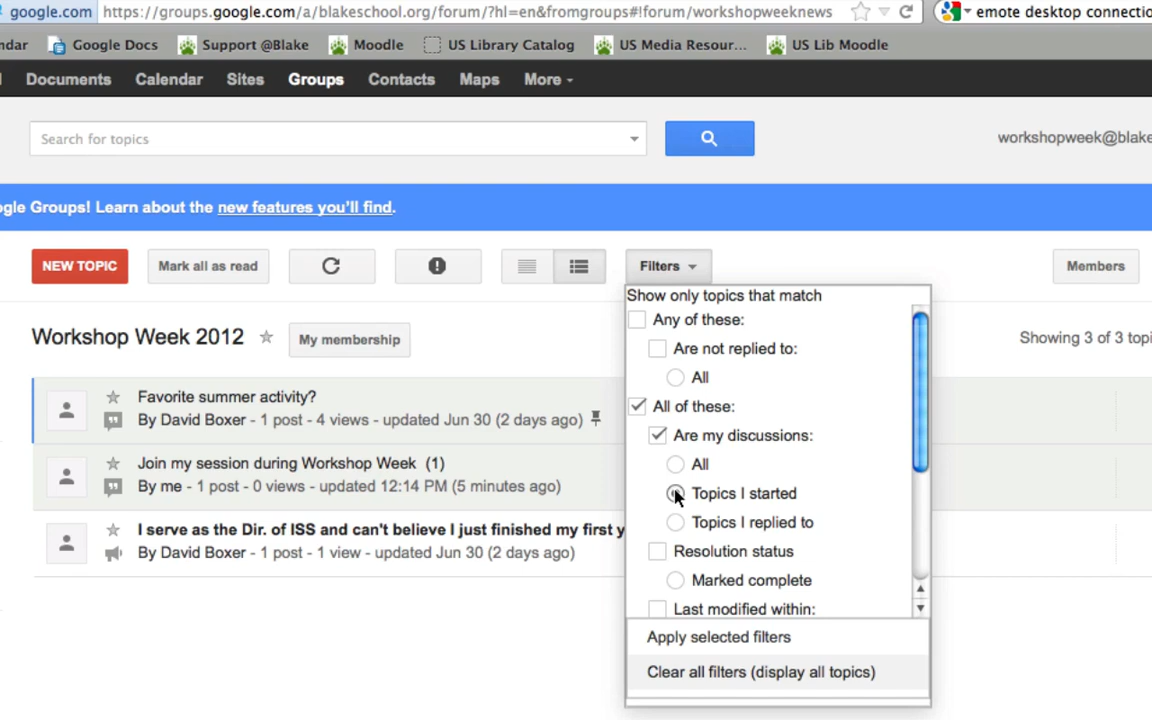 google.com https://groups.google.com/a/blakeschool.org/forum/?hl=en&fromgroups#!forum/workshopweeknews emote desktop connectio
ndar Google Docs Support @Blake Moodle US Library Catalog US Media Resour... US Lib Moodle
Documents Calendar Sites Groups Contacts Maps More
Search for topics workshopweek@blake
ogle Groups! Learn about the new features you'll find.
NEW TOPIC Mark all as read Filters Members
Show only topics that match
Any of these:
Workshop Week 2012 My membership Showing 3 of 3 topi
Are not replied to:
All
Favorite summer activity?
By David Boxer - 1 post - 4 views - updated Jun 30 (2 days ago)
All of these:
Are my discussions:
Join my session during Workshop Week (1)
By me - 1 post - 0 views - updated 12:14 PM (5 minutes ago)
All
Topics I started
I serve as the Dir. of ISS and can't believe I just finished my first y
By David Boxer - 1 post - 1 view - updated Jun 30 (2 days ago)
Topics I replied to
Resolution status
Marked complete
Last modified within:
Apply selected filters
Clear all filters (display all topics)